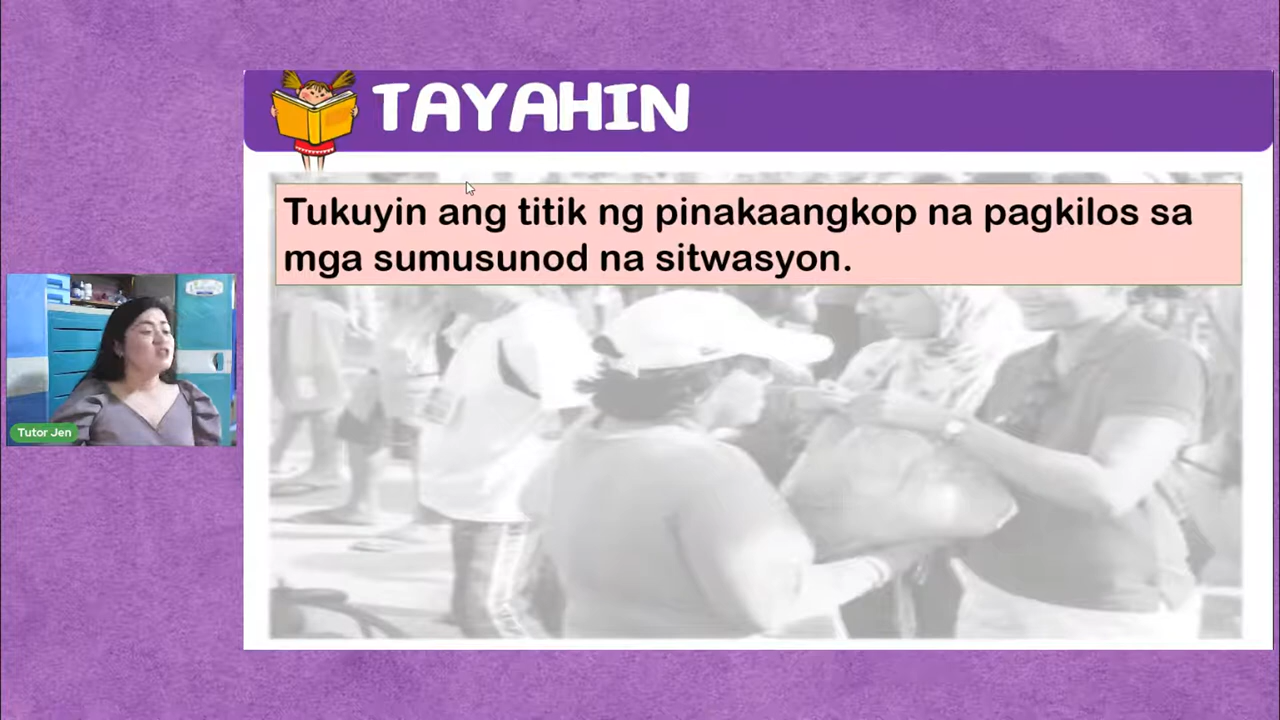 TAYAHIN
Tukuyin ang titik ng pinakaangkop na pagkilos sa
mga sumusunod na sitwasyon.
Tutor Jen